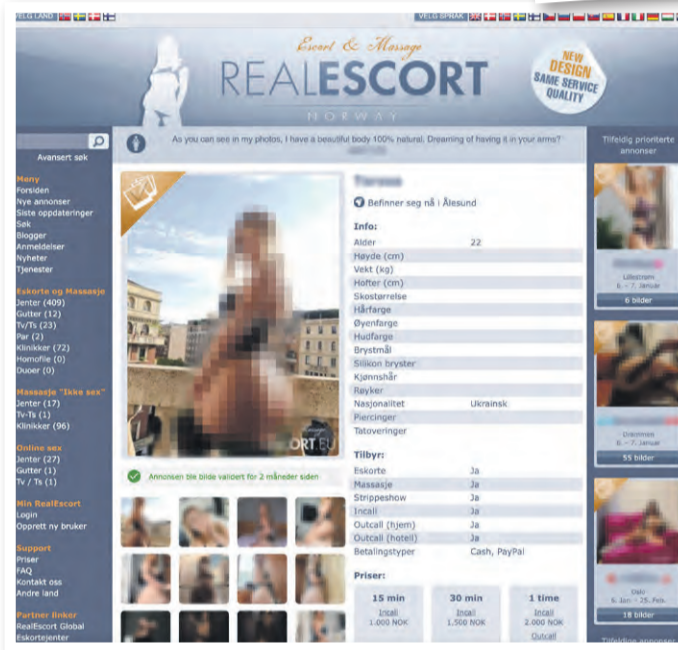 VELG LAND
VELG SPRÅK
Escort & Massage
REALESCORT
NORWAY
NEW
DESIGN
SAME SERVICE
QUALITY
Avansert søk
Meny
Forsiden
Nye annonser
Siste oppdateringer
Søk
Blogger
Anmeldelser
Nyheter
Tjenester
Eskorte og Massasje
Jenter (409)
Gutter (12)
Tv/Ts (23)
Par (2)
Klinikker (72)
Homofile (0)
Duoer (0)
Massasje "Ikke sex"
Jenter (17)
Tv-Ts (1)
Klinikker (96)
Online sex
Jenter (27)
Gutter (1)
Tv / Ts (1)
Min RealEscort
Login
Opprett ny bruker
Support
Priser
FAQ
Kontakt oss
Andre land
Partner linker
RealEscort Global
Eskortejenter
As you can see in my photos, I have a beautiful body 100% natural. Dreaming of having it in your arms?
ORT.EU
Annonsen ble bilde validert for 2 måneder siden
Befinner seg nå i Ålesund
Info:
Alder 22
Høyde (cm)
Vekt (kg)
Hofter (cm)
Skostørrelse
Hårfarge
Øyenfarge
Hudfarge
Brystmål
Silikon bryster
Kjønnshår
Røyker
Nasjonalitet Ukrainsk
Piercinger
Tatoveringer
Tilbyr:
Eskorte Ja
Massasje Ja
Strippeshow Ja
Incall Ja
Outcall (hjem) Ja
Outcall (hotell) Ja
Betalingstyper Cash, PayPal
Priser:
15 min 30 min 1 time
Incall Incall Incall
1.000 NOK 1.500 NOK 2.000 NOK
Outcall
Tilfeldig prioriterte
annonser
Lillestrøm
6. - 7. Januar
6 bilder
Drammen
6. - 7. Januar
55 bilder
Oslo
6. Jan. - 25. Feb.
18 bilder